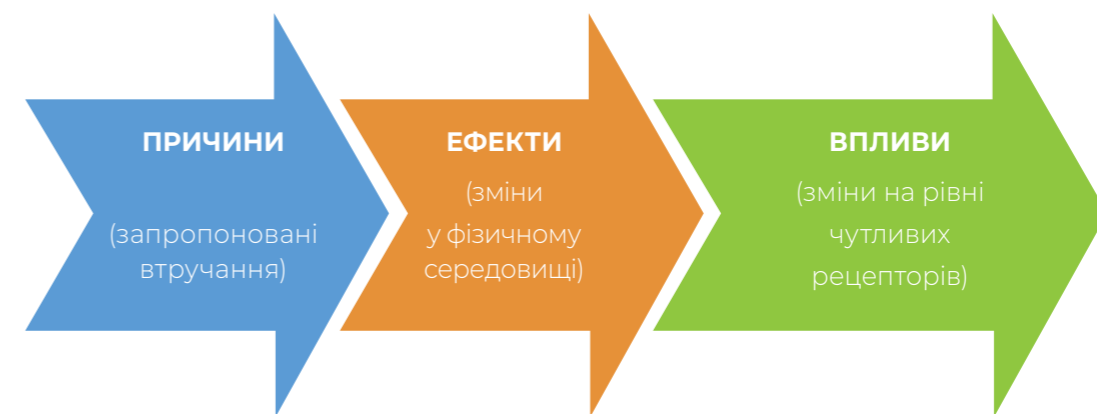 ПРИЧИНИ
(запропоновані
втручання)
ЕФЕКТИ
(зміни
у фізичному
середовищі)
ВПЛИВИ
(зміни на рівні
чутливих
рецепторів)